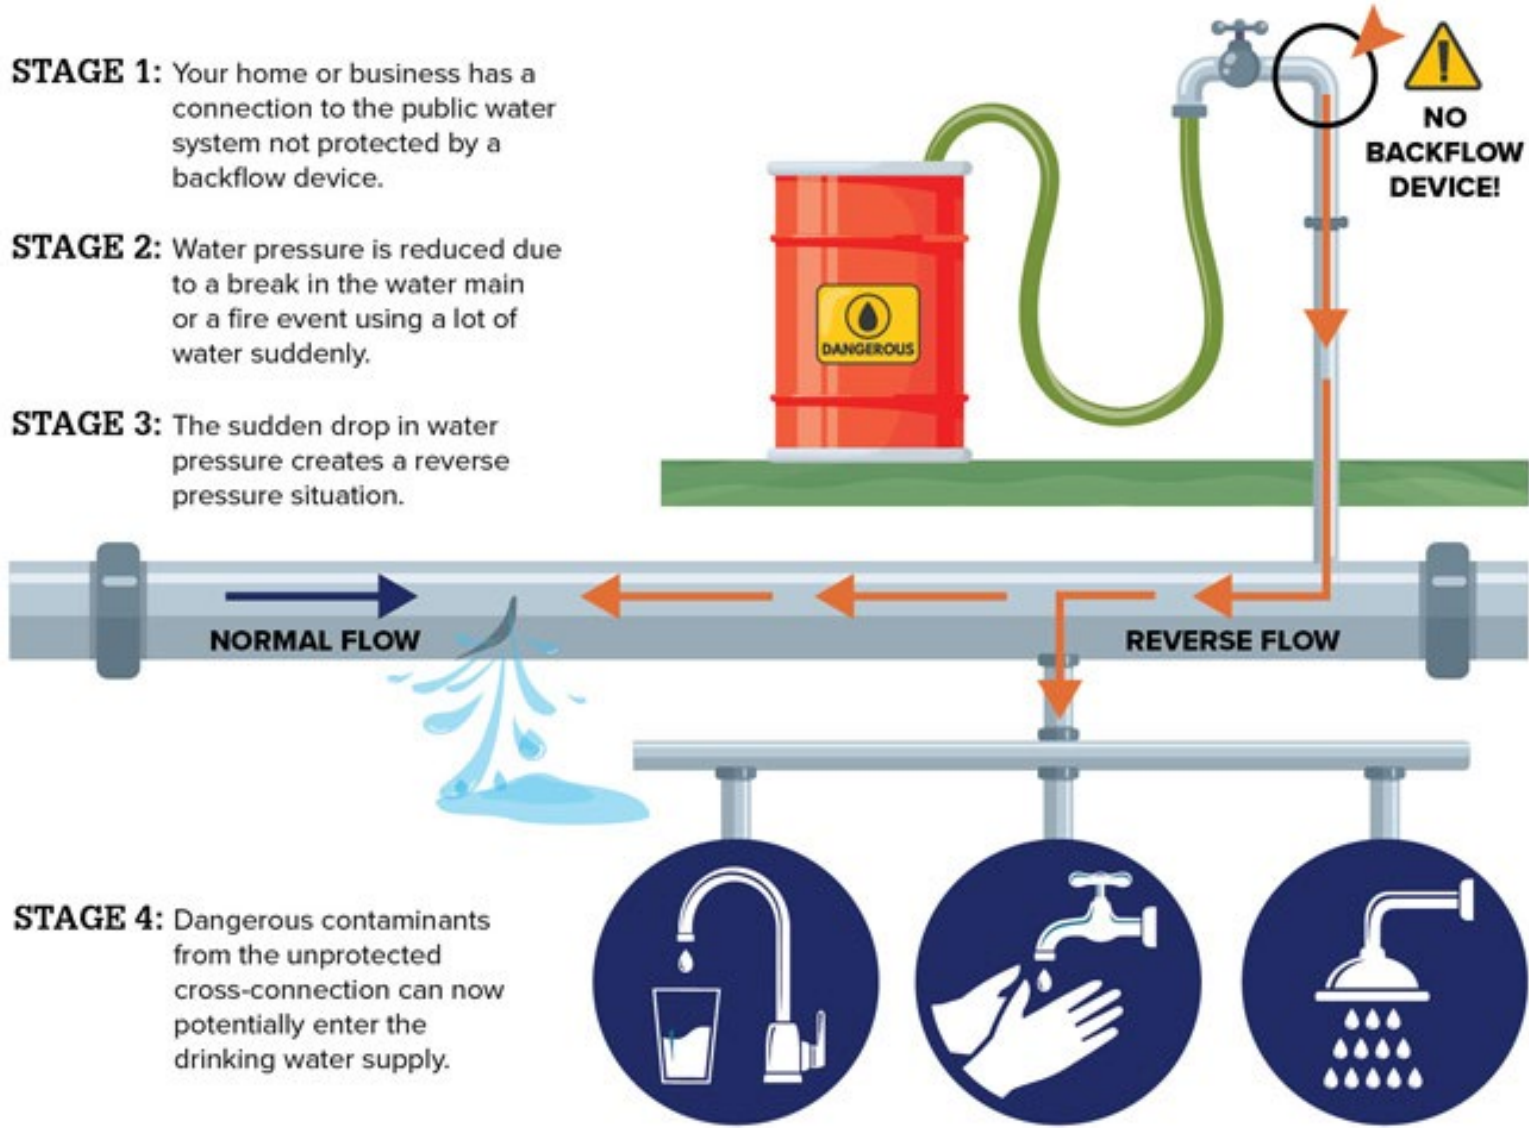 STAGE 1: Your home or business has a
connection to the public water
system not protected by a
backflow device.
STAGE 2: Water pressure is reduced due
to a break in the water main
or a fire event using a lot of
water suddenly.
STAGE 3: The sudden drop in water
pressure creates a reverse
pressure situation.
NO
BACKFLOW
DEVICE!
DANGEROUS
NORMAL FLOW
REVERSE FLOW
STAGE 4: Dangerous contaminants
from the unprotected
cross-connection can now
potentially enter the
drinking water supply.